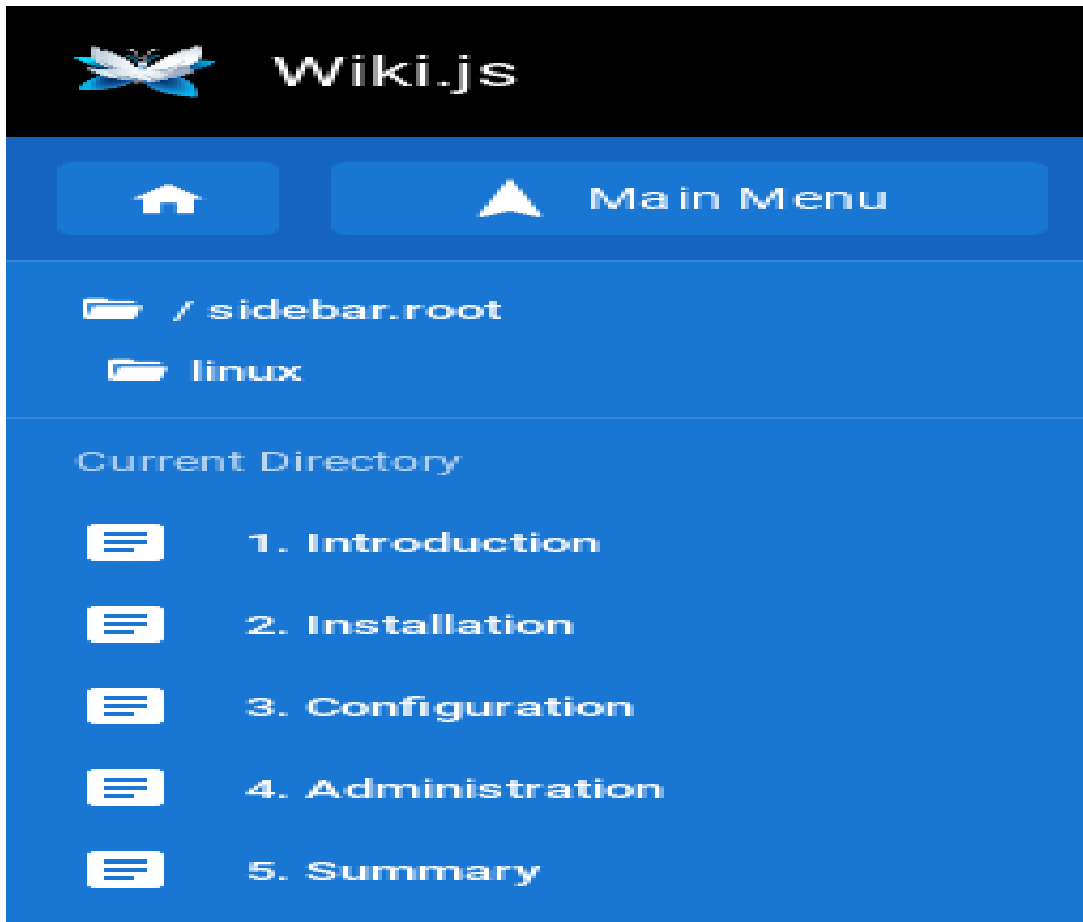 Wiki.js
Main Menu
/ sidebar.root
linux
Current Directory
1. Introduction
2. Installation
3. Configuration
4. Administration
5. Summary